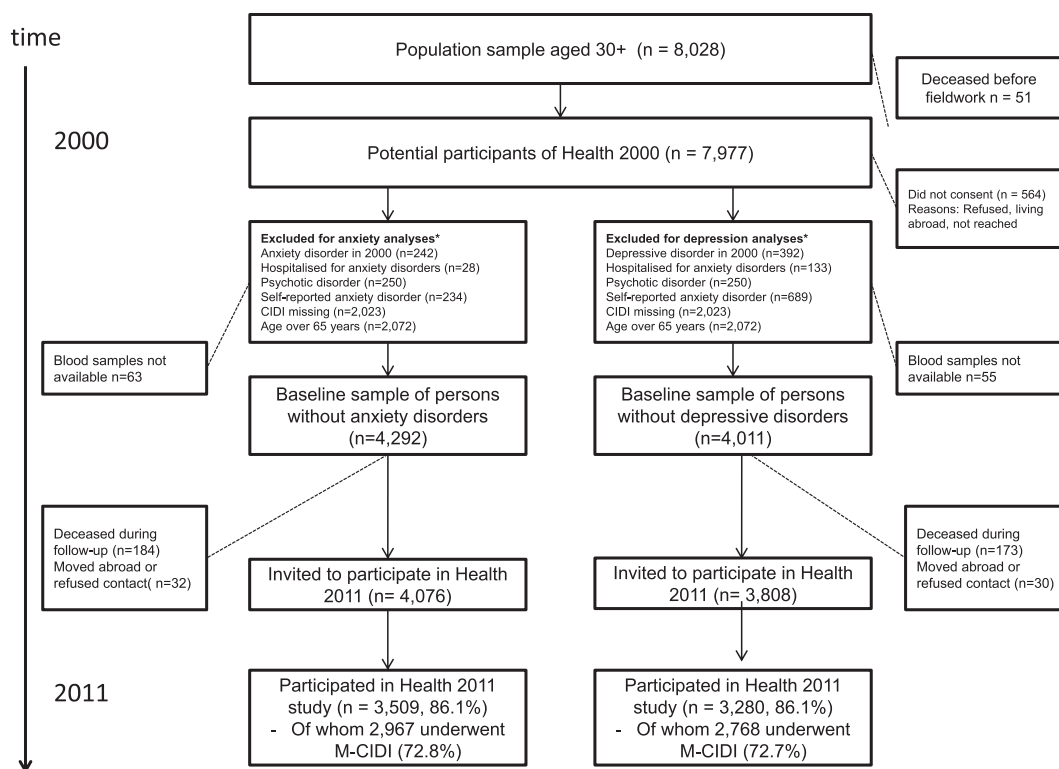 time
Population sample aged 30+ (n = 8,028)
Deceased before
fieldwork n = 51
2000
Potential participants of Health 2000 (n = 7,977)
Did not consent (n = 564)
Reasons: Refused, living
abroad, not reached
Excluded for anxiety analyses*
Anxiety disorder in 2000 (n=242)
Hospitalised for anxiety disorders (n=28)
Psychotic disorder (n=250)
Self-reported anxiety disorder (n=234)
CIDI missing (n=2,023)
Age over 65 years (n=2,072)
Excluded for depression analyses*
Depressive disorder in 2000 (n=392)
Hospitalised for anxiety disorders (n=133)
Psychotic disorder (n=250)
Self-reported anxiety disorder (n=689)
CIDI missing (n=2,023)
Age over 65 years (n=2,072)
Blood samples not
available n=63
Blood samples not
available n=55
Baseline sample of persons
without anxiety disorders
(n=4,292)
Baseline sample of persons
without depressive disorders
(n=4,011)
Deceased during
follow-up (n=184)
Moved abroad or
refused contact( n=32)
Deceased during
follow-up (n=173)
Moved abroad or
refused contact (n=30)
Invited to participate in Health
2011 (n= 4,076)
Invited to participate in Health
2011 (n= 3,808)
2011
Participated in Health 2011
study (n = 3,509, 86.1%)
- Of whom 2,967 underwent
M-CIDI (72.8%)
Participated in Health 2011
study (n = 3,280, 86.1%)
- Of whom 2,768 underwent
M-CIDI (72.7%)